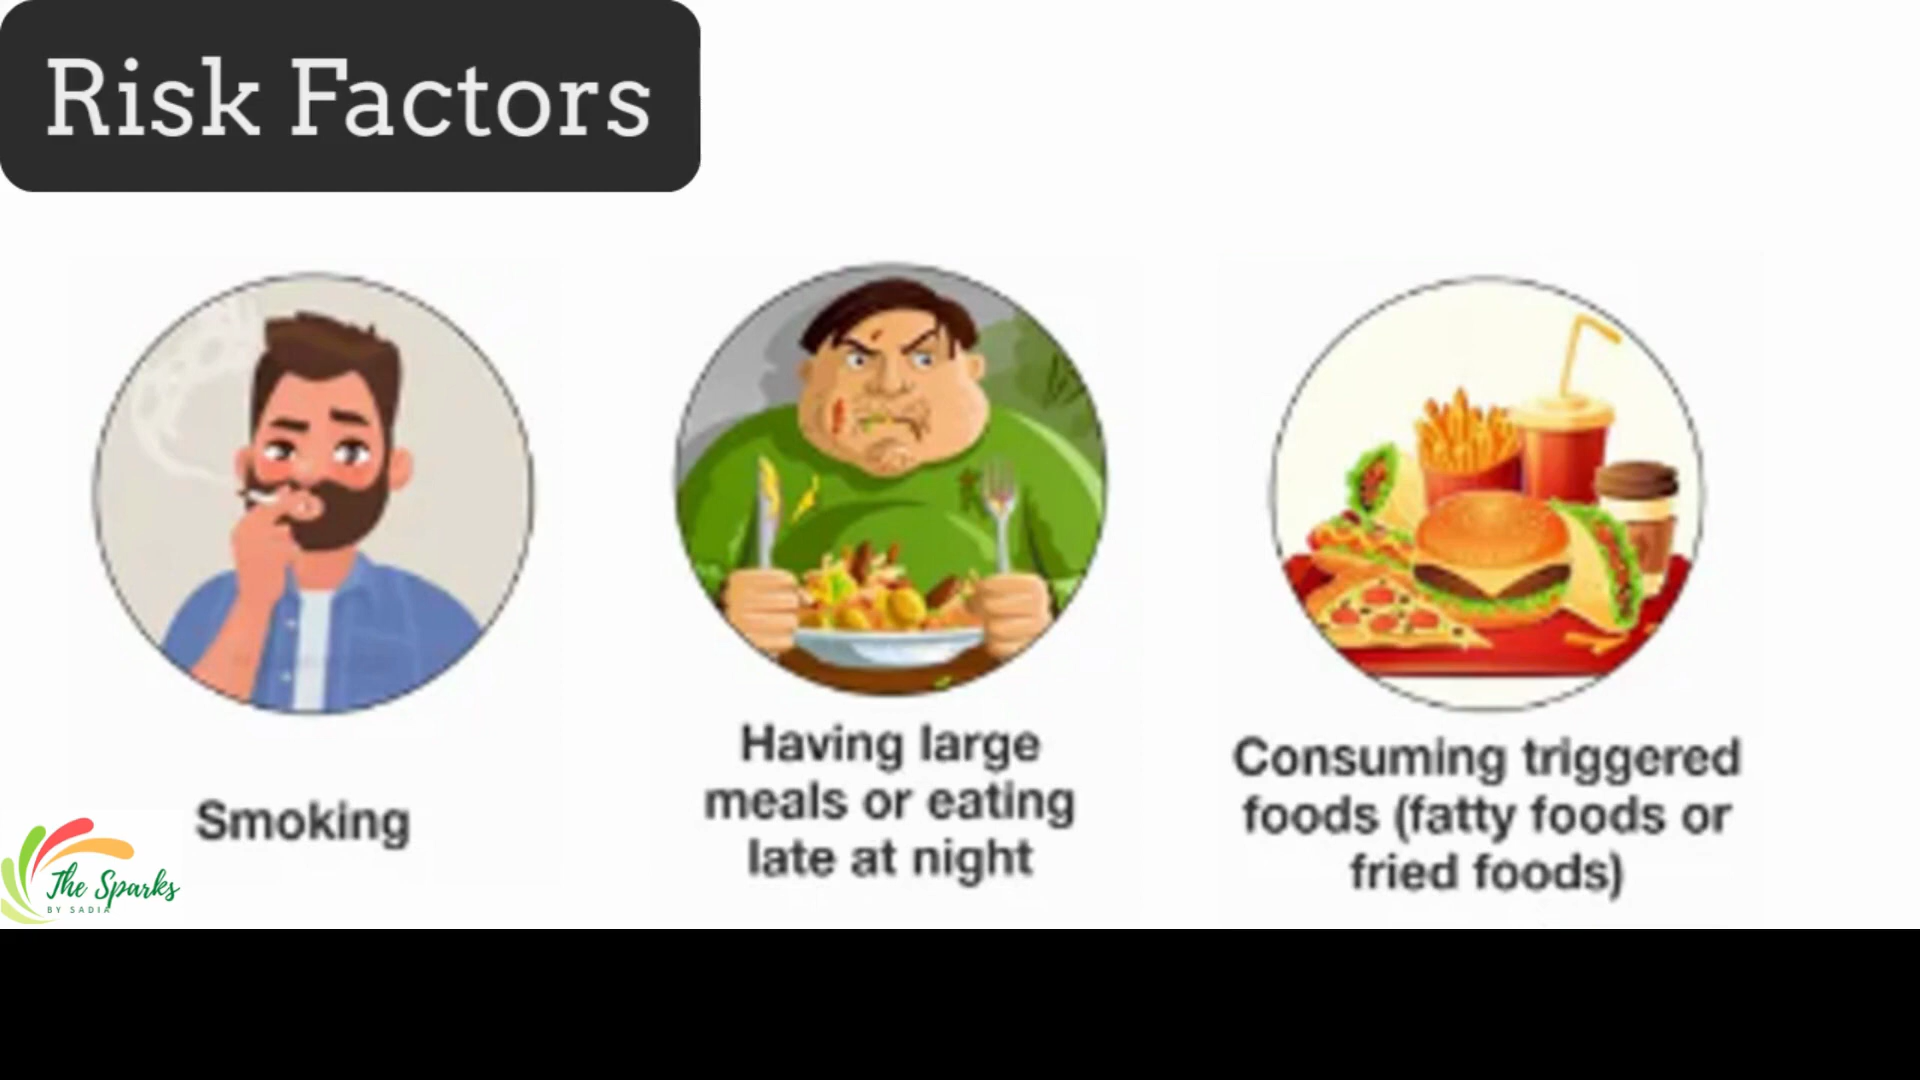 Risk Factors
Smoking
Having large
meals or eating
late at night
Consuming triggered
foods (fatty foods or
fried foods)
The Sparks
BY SADIA